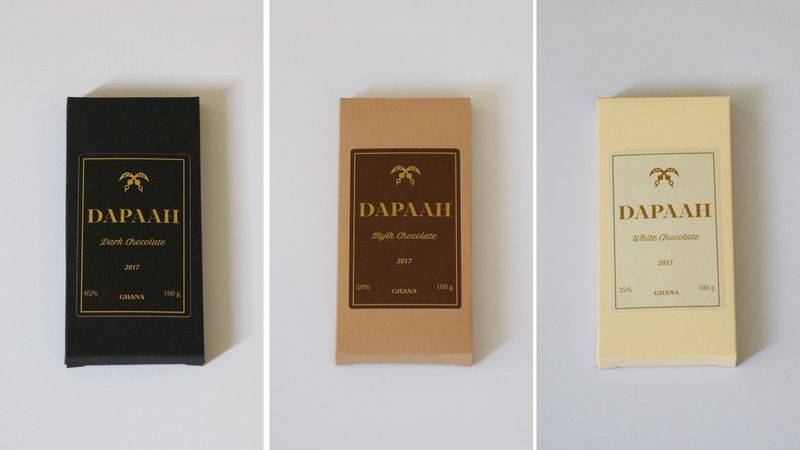 DAPAAH
Dark Chocolate
2017
65% GHANA 100 g
DAPAAH
Mylk Chocolate
2017
50% GHANA 100 g
DAPAAH
White Chocolate
2017
35% GHANA 100 g